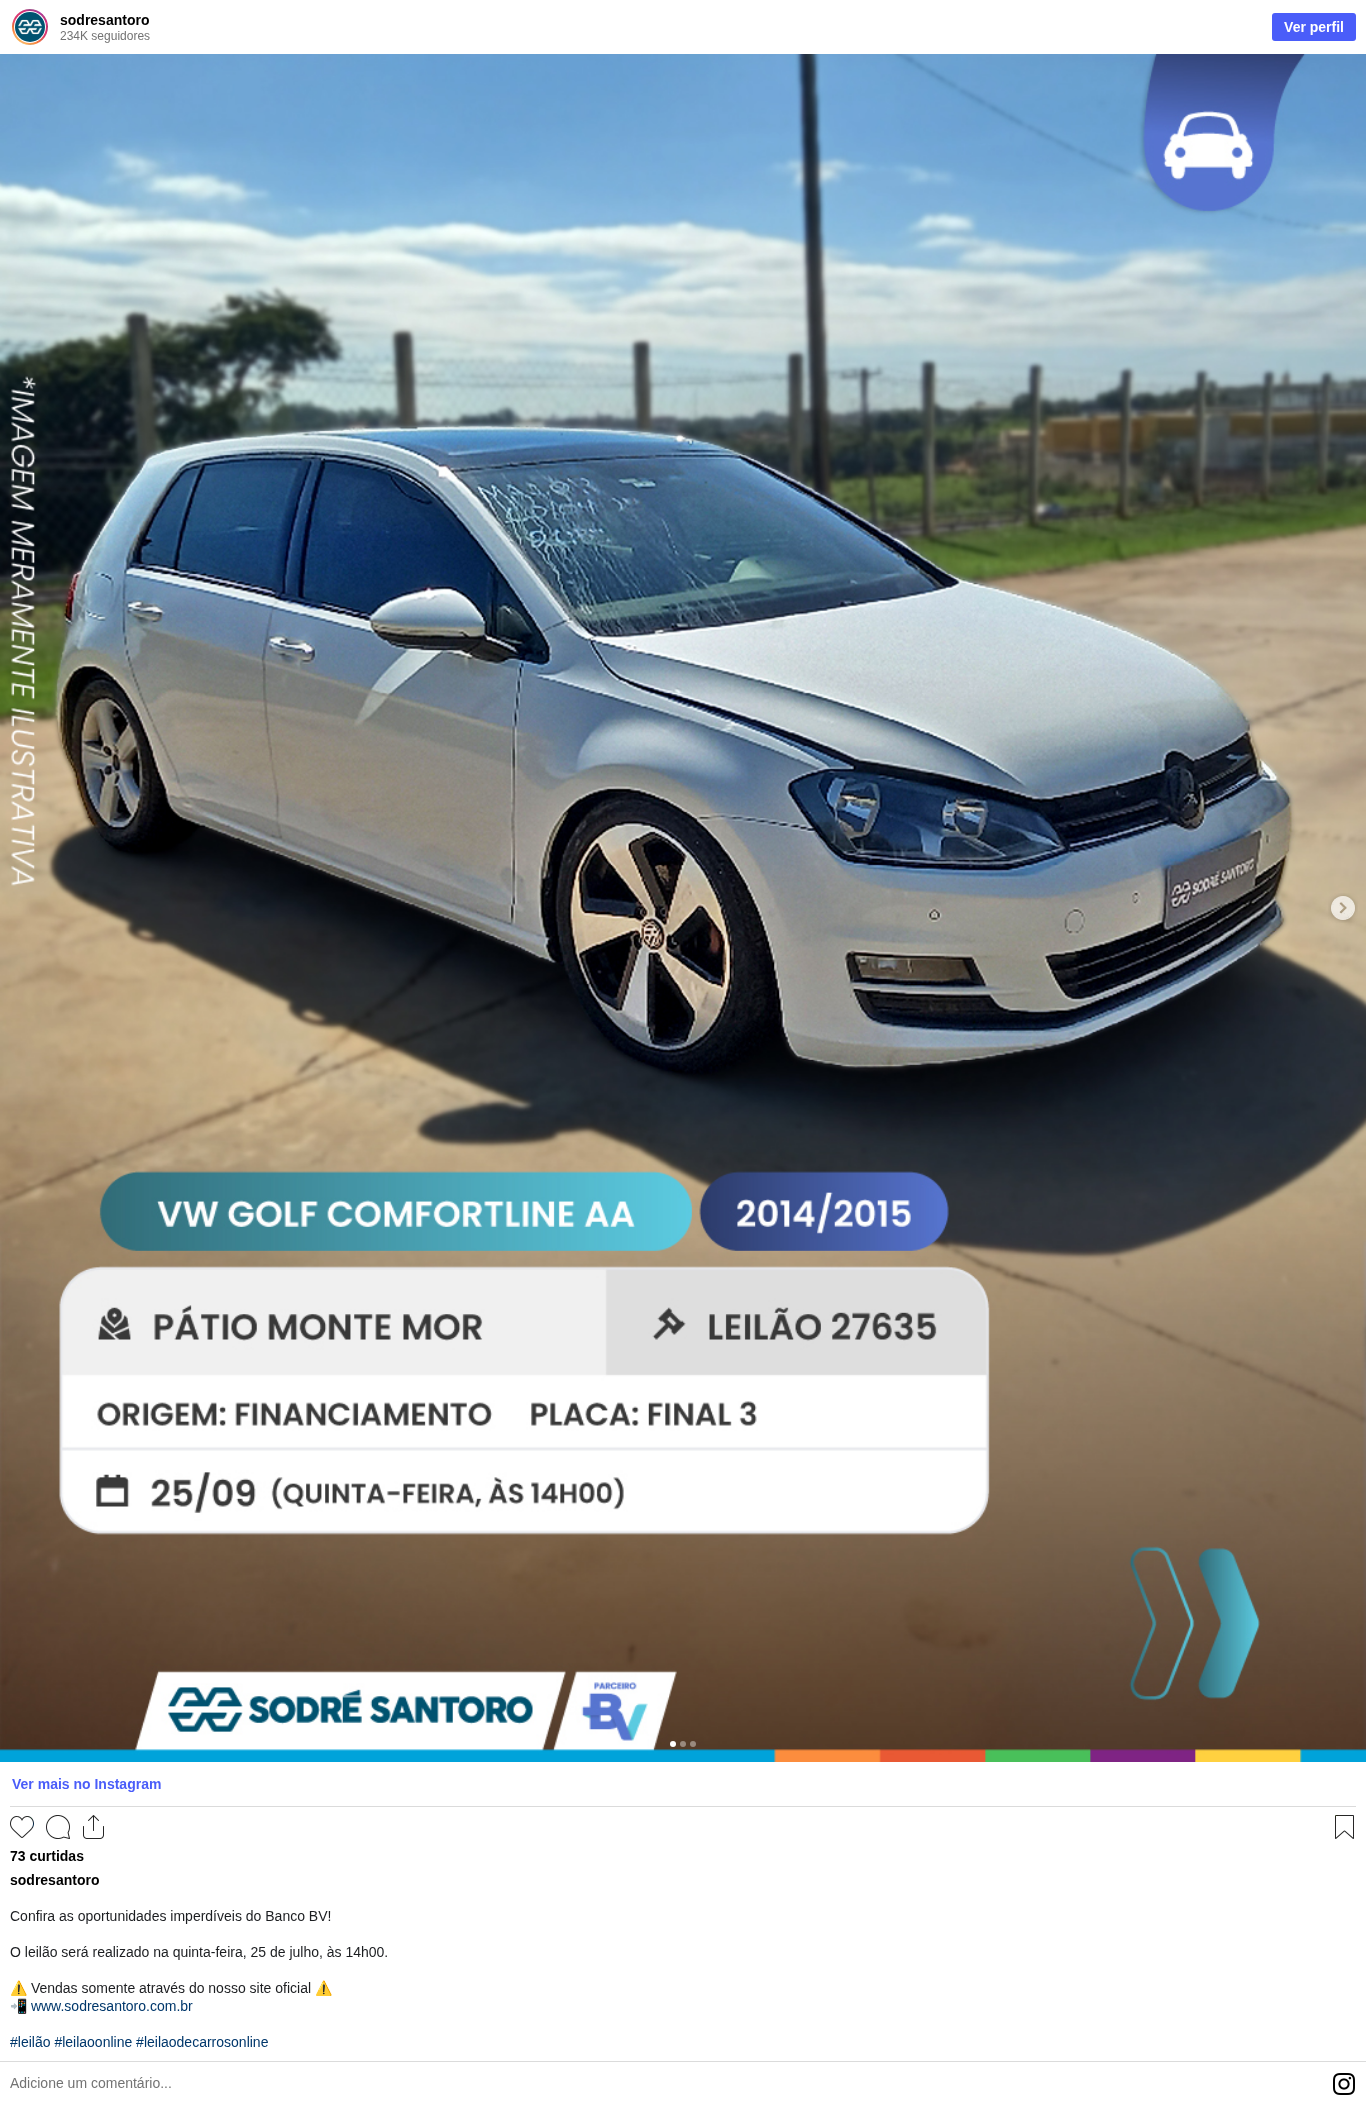 sodresantoro
234K seguidores
Ver perfil
*IMAGEM MERAMENTE ILUSTRATIVA
SODRÉ SANTORO
VW GOLF COMFORTLINE AA
2014/2015
PÁTIO MONTE MOR
LEILÃO 27635
ORIGEM: FINANCIAMENTO PLACA: FINAL 3
25/09 (QUINTA-FEIRA, ÀS 14H00)
SODRÉ SANTORO
PARCEIRO
BV
Ver mais no Instagram
73 curtidas
sodresantoro
Confira as oportunidades imperdíveis do Banco BV!
O leilão será realizado na quinta-feira, 25 de julho, às 14h00.
⚠️ Vendas somente através do nosso site oficial ⚠️
📲 www.sodresantoro.com.br
#leilão #leilaoonline #leilaodecarrosonline
Adicione um comentário...